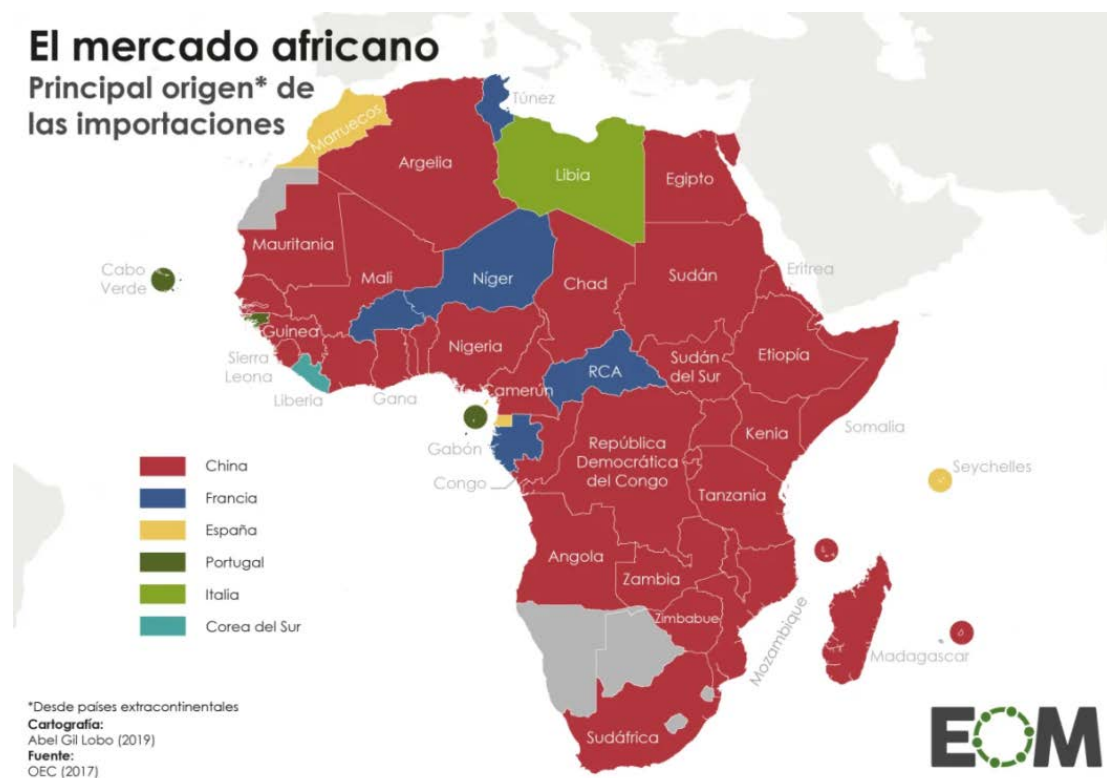 El mercado africano
Principal origen* de
las importaciones
Marruecos
Túnez
Argelia
Libia
Egipto
Mauritania
Mali
Níger
Chad
Sudán
Eritrea
Cabo
Verde
Guinea
Nigeria
Sierra
Leona
Liberia
Gana
Camerún
RCA
Sudán
del Sur
Etiopía
Somalia
Gabón
Congo
República
Democrática
del Congo
Kenia
Seychelles
Tanzania
Angola
Zambia
Zimbabue
Mozambique
Madagascar
Sudáfrica
China
Francia
España
Portugal
Italia
Corea del Sur
*Desde países extracontinentales
Cartografía:
Abel Gil Lobo (2019)
Fuente:
OEC (2017)
EOM